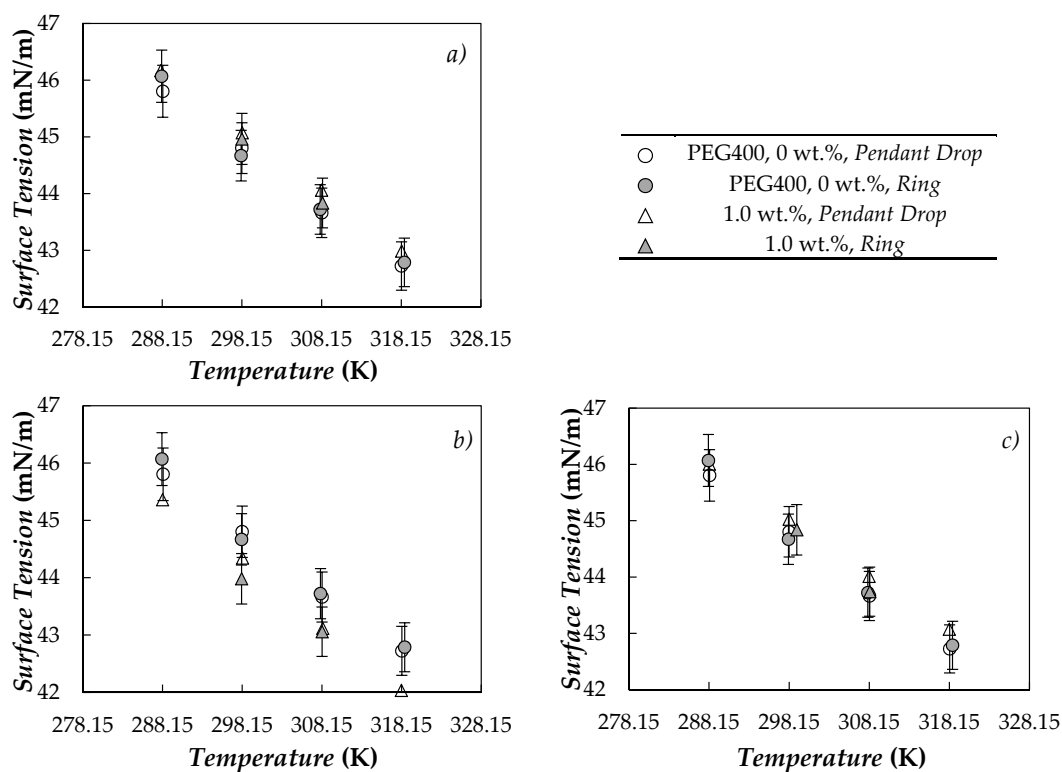 47
46
45
44
43
42
Surface Tension (mN/m)
a)
278.15 288.15 298.15 308.15 318.15 328.15
Temperature (K)
PEG400, 0 wt.%, Pendant Drop
PEG400, 0 wt.%, Ring
1.0 wt.%, Pendant Drop
1.0 wt.%, Ring
47
46
45
44
43
42
Surface Tension (mN/m)
b)
278.15 288.15 298.15 308.15 318.15 328.15
Temperature (K)
47
46
45
44
43
42
Surface Tension (mN/m)
c)
278.15 288.15 298.15 308.15 318.15 328.15
Temperature (K)